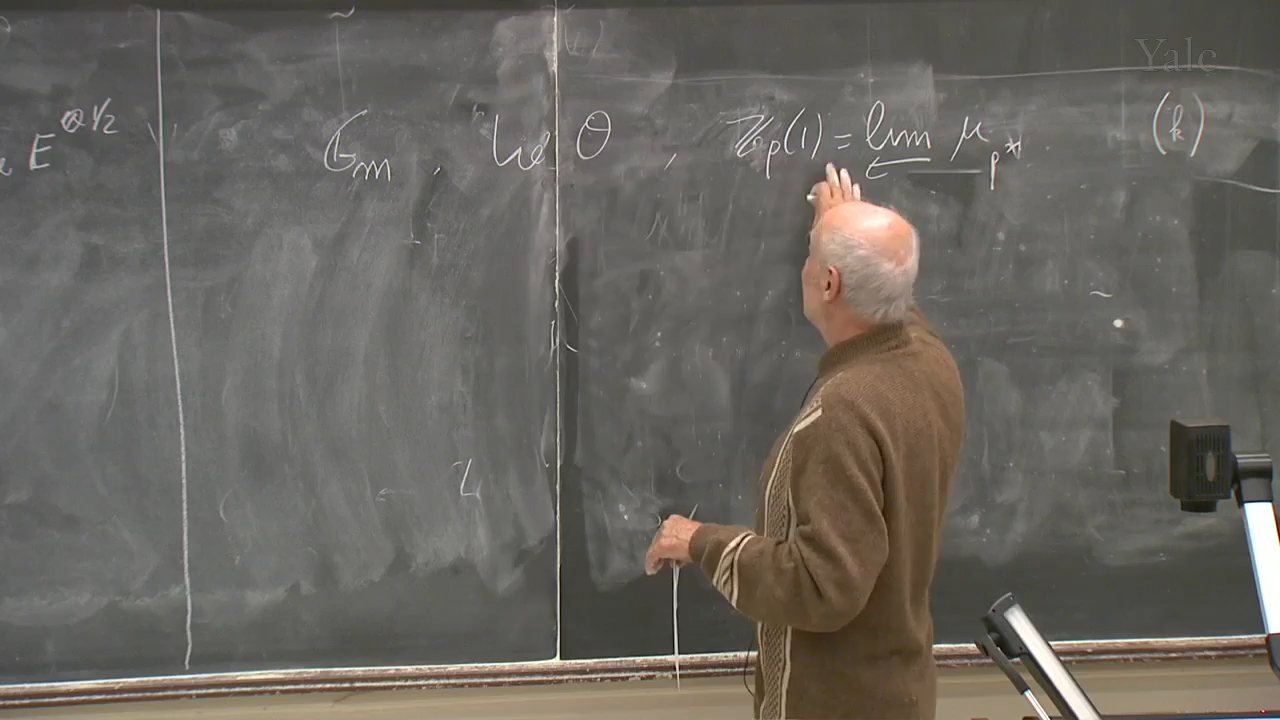 Yale
E^{⊗ 1/2} 𝔾_m , Lie θ , ℤ_p(1) = lim← μ_{p*} (k)